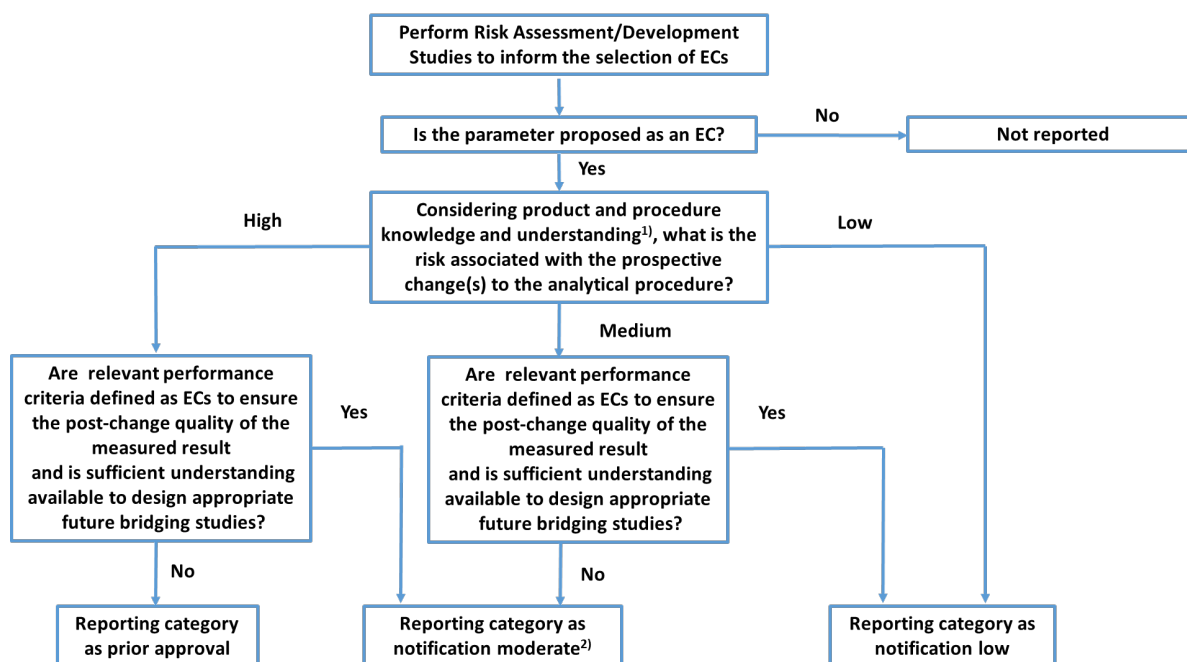 Perform Risk Assessment/Development
Studies to inform the selection of ECs
Is the parameter proposed as an EC?
No
Not reported
Yes
Considering product and procedure
knowledge and understanding¹⁾, what is the
risk associated with the prospective
change(s) to the analytical procedure?
High
Low
Medium
Are relevant performance
criteria defined as ECs to ensure
the post-change quality of the
measured result
and is sufficient understanding
available to design appropriate
future bridging studies?
Yes
Are relevant performance
criteria defined as ECs to ensure
the post-change quality of the
measured result
and is sufficient understanding
available to design appropriate
future bridging studies?
Yes
No
No
Reporting category
as prior approval
Reporting category as
notification moderate²⁾
Reporting category as
notification low